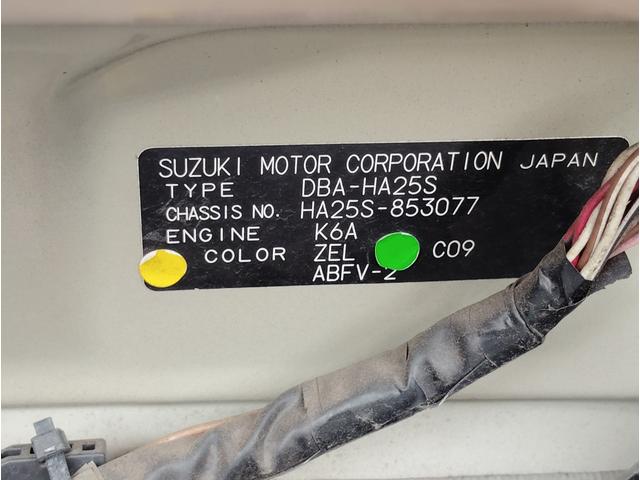 SUZUKI MOTOR CORPORATION JAPAN
TYPE DBA-HA25S
CHASSIS NO. HA25S-853077
ENGINE K6A
COLOR ZEL C09
ABFV-2